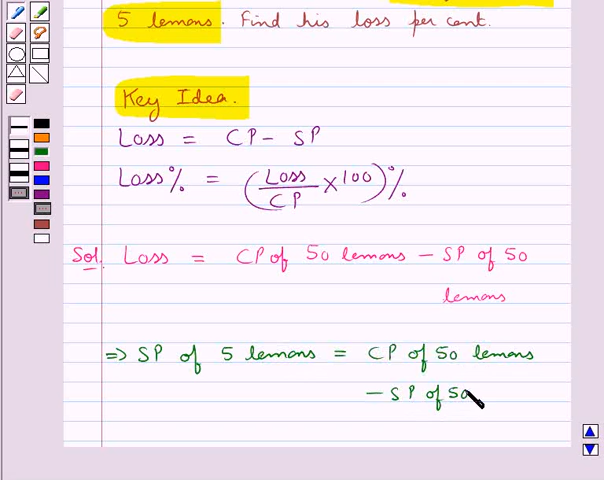 5 lemons. Find his loss per cent.
Key Idea.
Loss = CP - SP
Loss% = (Loss/CP × 100)%
Sol. Loss = CP of 50 lemons - SP of 50
lemons
=> SP of 5 lemons = CP of 50 lemons
- SP of 50